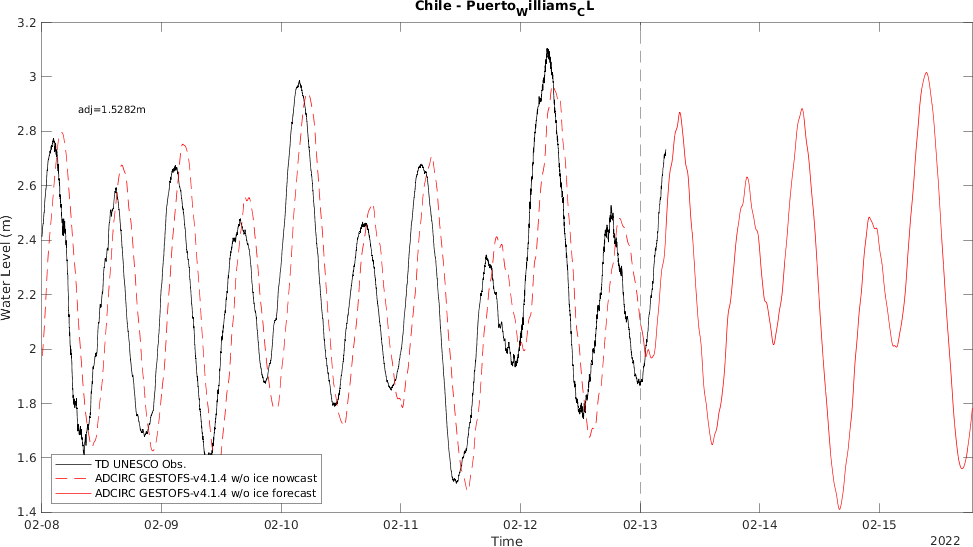 Chile - PuertoWilliamsCL
3.2
3
2.8
2.6
2.4
2.2
2
1.8
1.6
1.4
Water Level (m)
adj=1.5282m
TD UNESCO Obs.
ADCIRC GESTOFS-v4.1.4 w/o ice nowcast
ADCIRC GESTOFS-v4.1.4 w/o ice forecast
02-08 02-09 02-10 02-11 02-12 02-13 02-14 02-15
Time
2022